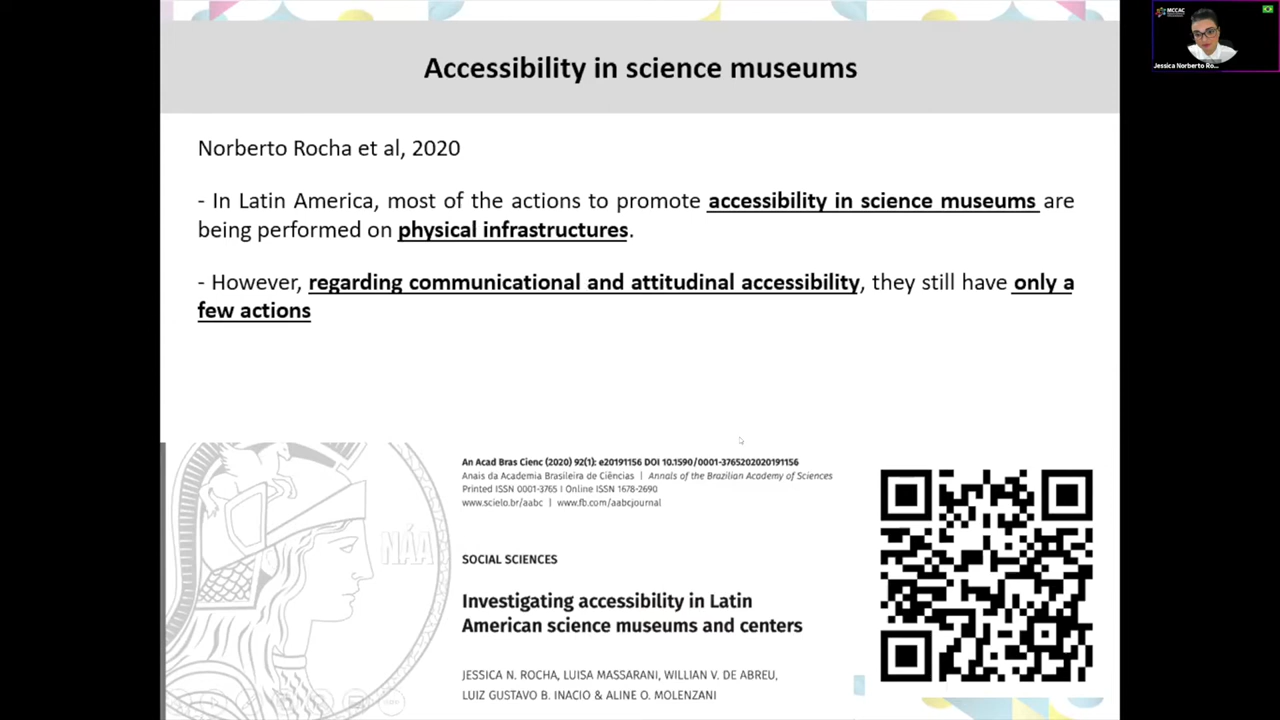 Accessibility in science museums
MCCAC
Jessica Norberto Ro...
Norberto Rocha et al, 2020
- In Latin America, most of the actions to promote accessibility in science museums are
being performed on physical infrastructures.
- However, regarding communicational and attitudinal accessibility, they still have only a
few actions
NÁA
An Acad Bras Cienc (2020) 92(1): e20191156 DOI 10.1590/0001-3765202020191156
Anais da Academia Brasileira de Ciências | Annals of the Brazilian Academy of Sciences
Printed ISSN 0001-3765 I Online ISSN 1678-2690
www.scielo.br/aabc | www.fb.com/aabcjournal
SOCIAL SCIENCES
Investigating accessibility in Latin
American science museums and centers
JESSICA N. ROCHA, LUISA MASSARANI, WILLIAN V. DE ABREU,
LUIZ GUSTAVO B. INACIO & ALINE O. MOLENZANI